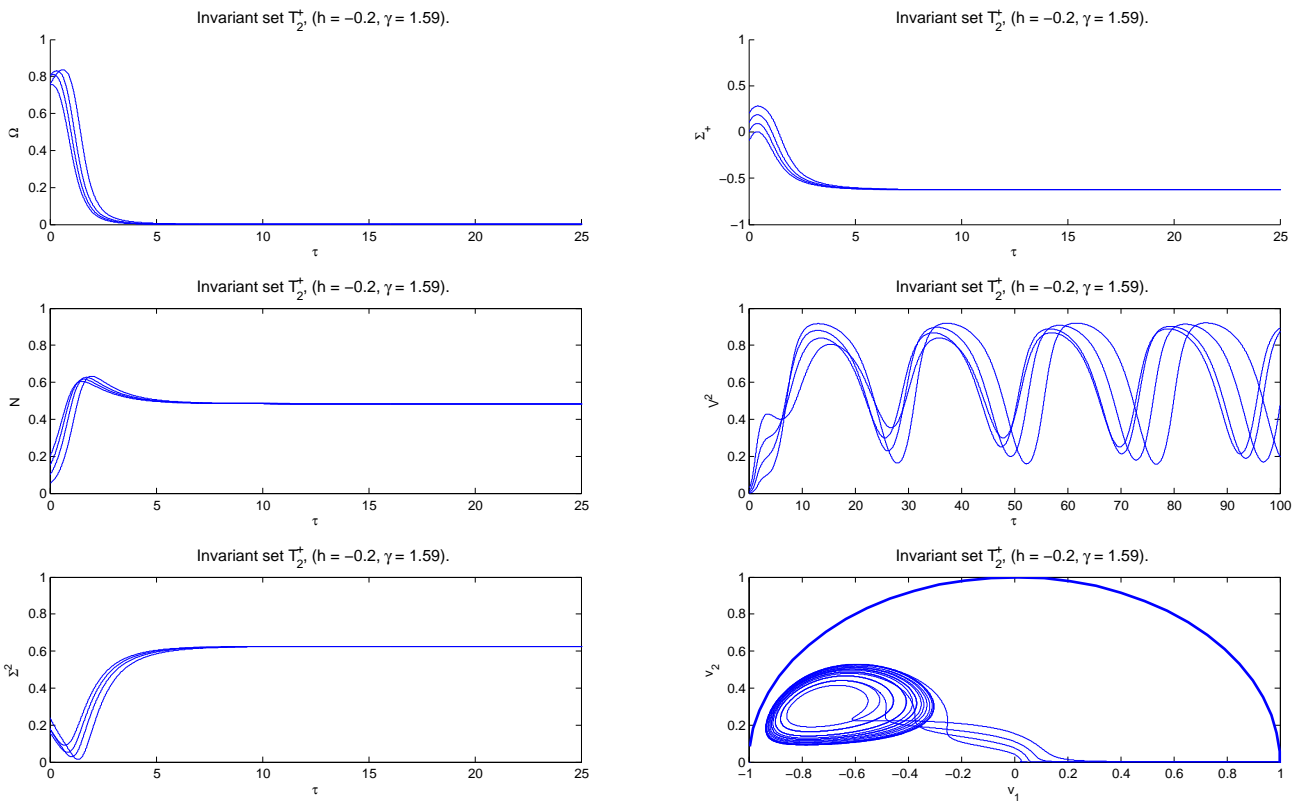 Invariant set T₂⁺, (h = −0.2, γ = 1.59).
1
0.8
0.6
0.4
0.2
0
Ω
0 5 10 15 20 25
τ
Invariant set T₂⁺, (h = −0.2, γ = 1.59).
1
0.5
0
−0.5
−1
Σ₊
0 5 10 15 20 25
τ
Invariant set T₂⁺, (h = −0.2, γ = 1.59).
1
0.8
0.6
0.4
0.2
0
N
0 5 10 15 20 25
τ
Invariant set T₂⁺, (h = −0.2, γ = 1.59).
1
0.8
0.6
0.4
0.2
0
V²
0 10 20 30 40 50 60 70 80 90 100
τ
Invariant set T₂⁺, (h = −0.2, γ = 1.59).
1
0.8
0.6
0.4
0.2
0
Σ²
0 5 10 15 20 25
τ
Invariant set T₂⁺, (h = −0.2, γ = 1.59).
1
0.8
0.6
0.4
0.2
0
v₂
−1 −0.8 −0.6 −0.4 −0.2 0 0.2 0.4 0.6 0.8 1
v₁